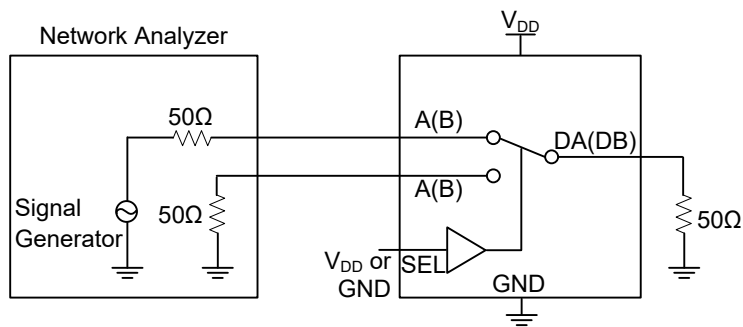 V_DD
Network Analyzer
50Ω
A(B)
DA(DB)
A(B)
Signal
Generator
50Ω
50Ω
V_DD or
GND
SEL
GND